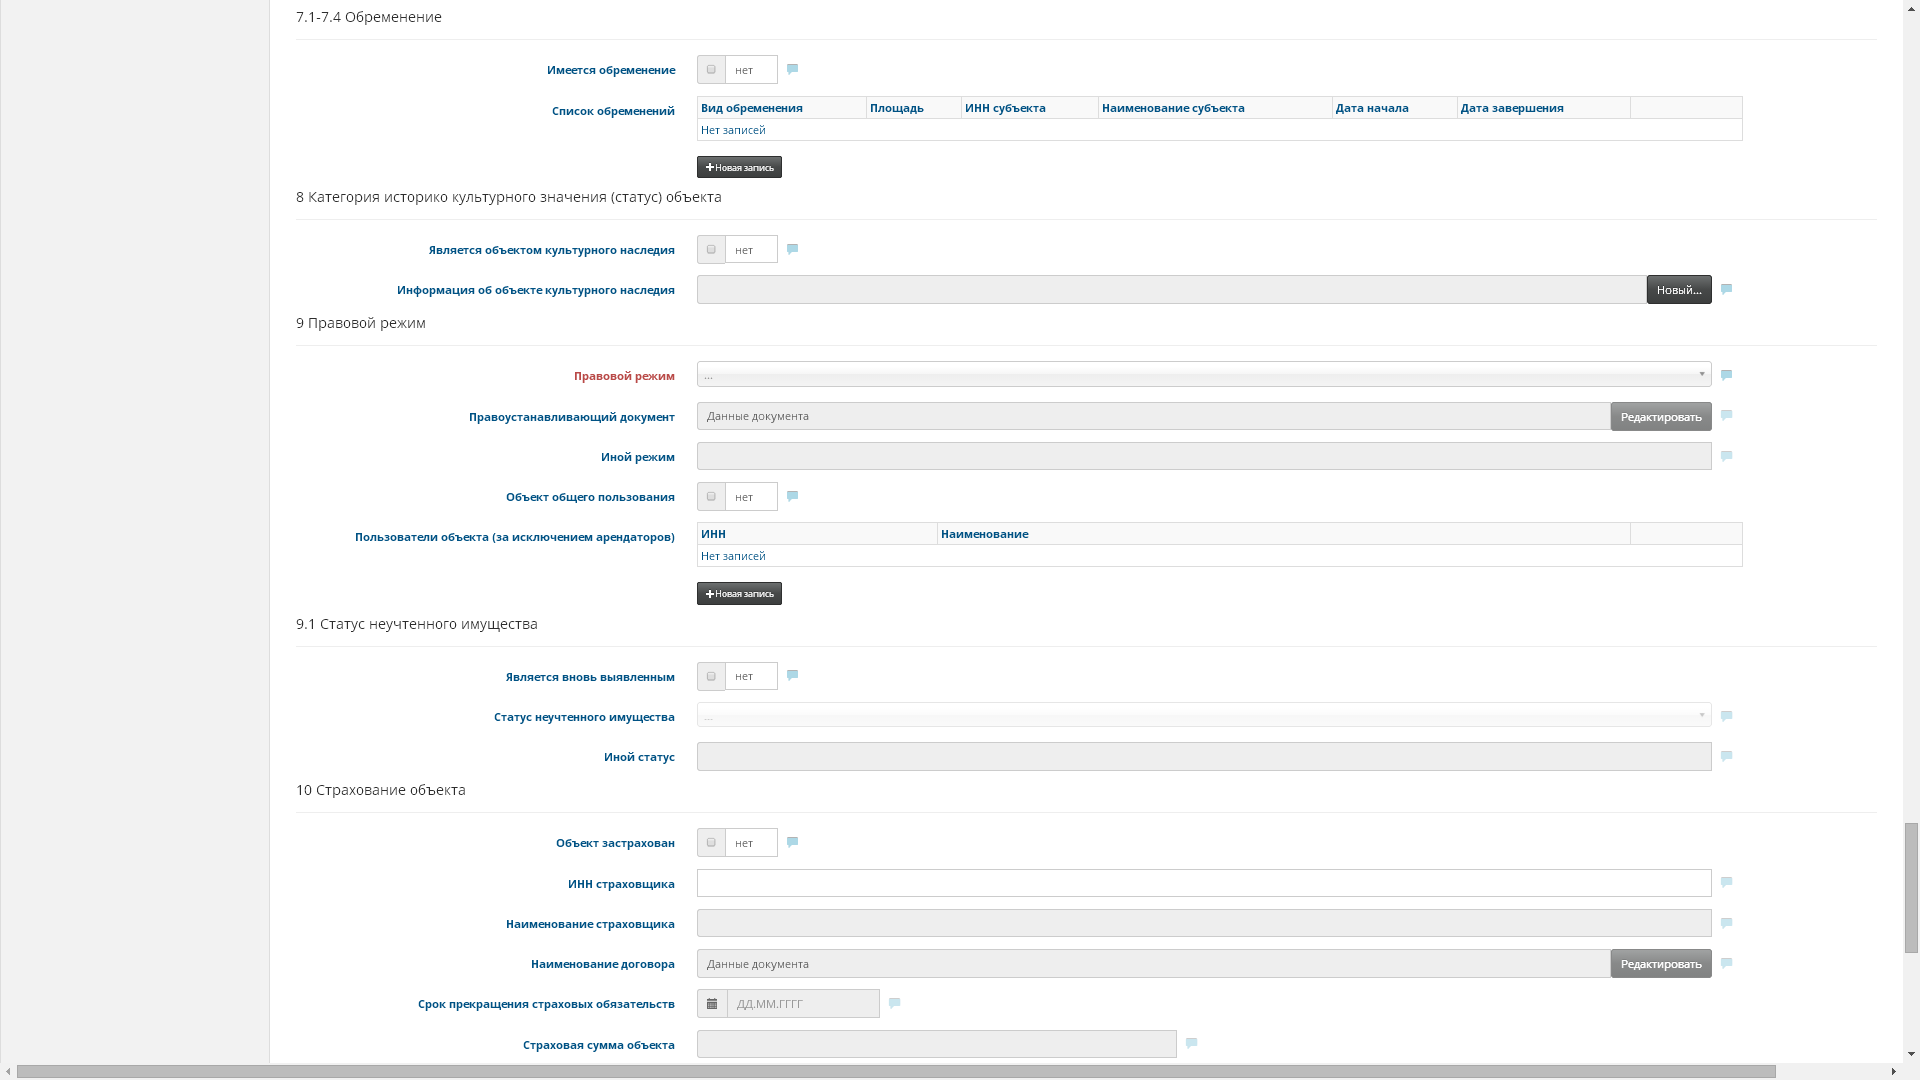 7.1-7.4 Обременение
Имеется обременение нет
Список обременений Вид обременения Площадь ИНН субъекта Наименование субъекта Дата начала Дата завершения
Нет записей
Новая запись
8 Категория историко культурного значения (статус) объекта
Является объектом культурного наследия нет
Информация об объекте культурного наследия Новый...
9 Правовой режим
Правовой режим ...
Правоустанавливающий документ Данные документа Редактировать
Иной режим
Объект общего пользования нет
Пользователи объекта (за исключением арендаторов) ИНН Наименование
Нет записей
Новая запись
9.1 Статус неучтенного имущества
Является вновь выявленным нет
Статус неучтенного имущества ...
Иной статус
10 Страхование объекта
Объект застрахован нет
ИНН страховщика
Наименование страховщика
Наименование договора Данные документа Редактировать
Срок прекращения страховых обязательств ДД.ММ.ГГГГ
Страховая сумма объекта